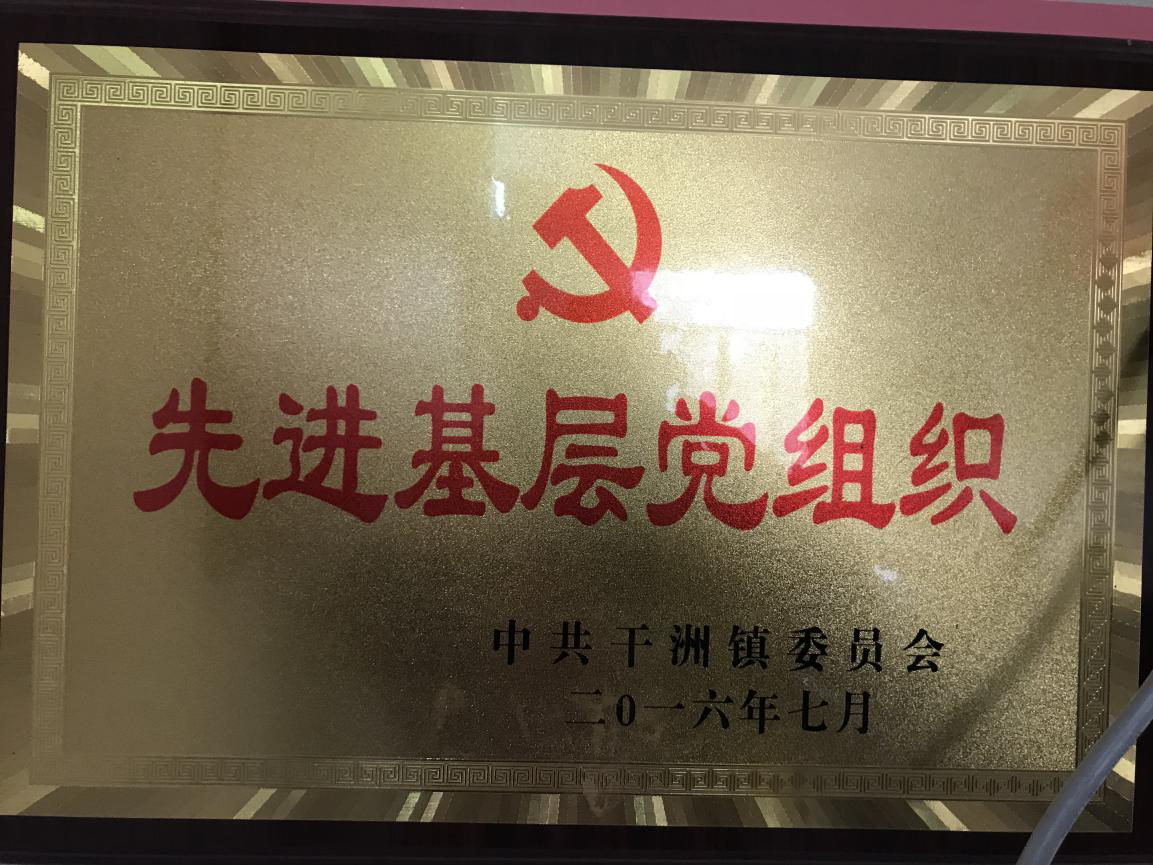 先进基层党组织
中共干洲镇委员会
二0一六年七月